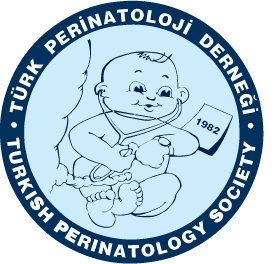 TÜRK PERİNATOLOJİ DERNEĞİ
1982
TURKISH PERINATOLOGY SOCIETY